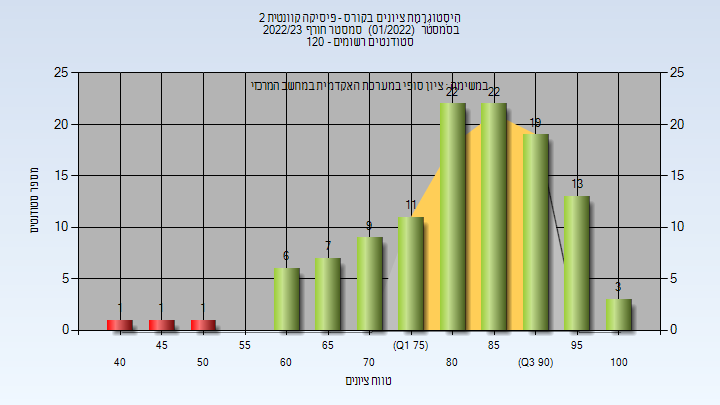 היסטוגרמת ציונים בקורס - פיסיקה קוונטית 2
בסמסטר (01/2022) סמסטר חורף 2022/23
סטודנטים רשומים - 120
במשימה: ציון סופי במערכת האקדמית במחשב המרכזי
25 25
20 20
15 15
10 10
5 5
0 0
1 1 1 6 7 9 11 22 22 19 13 3
מספר סטודנטים
45 55 65 (Q1 75) 85 95
40 50 60 70 80 (Q3 90) 100
טווח ציונים